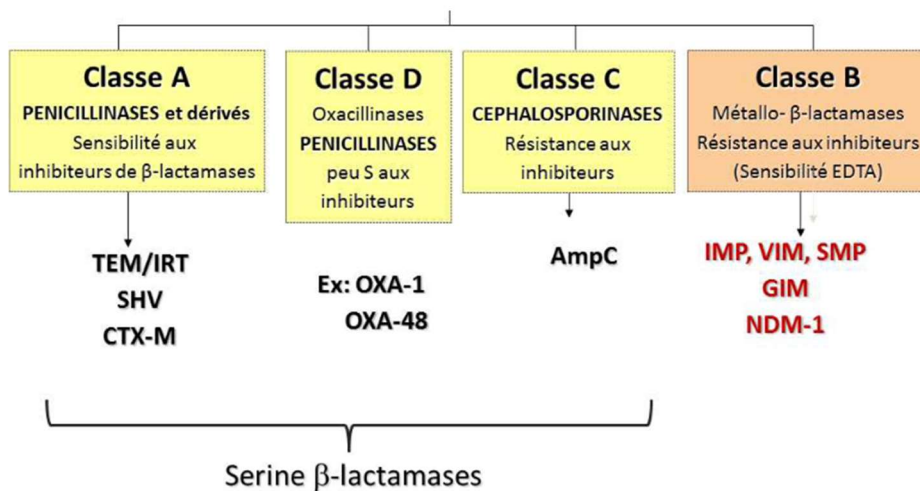 Classe A
PENICILLINASES et dérivés
Sensibilité aux
inhibiteurs de β-lactamases
TEM/IRT
SHV
CTX-M
Classe D
Oxacillinases
PENICILLINASES
peu S aux
inhibiteurs
Ex: OXA-1
OXA-48
Classe C
CEPHALOSPORINASES
Résistance aux
inhibiteurs
AmpC
Classe B
Métallo- β-lactamases
Résistance aux inhibiteurs
(Sensibilité EDTA)
IMP, VIM, SMP
GIM
NDM-1
Serine β-lactamases